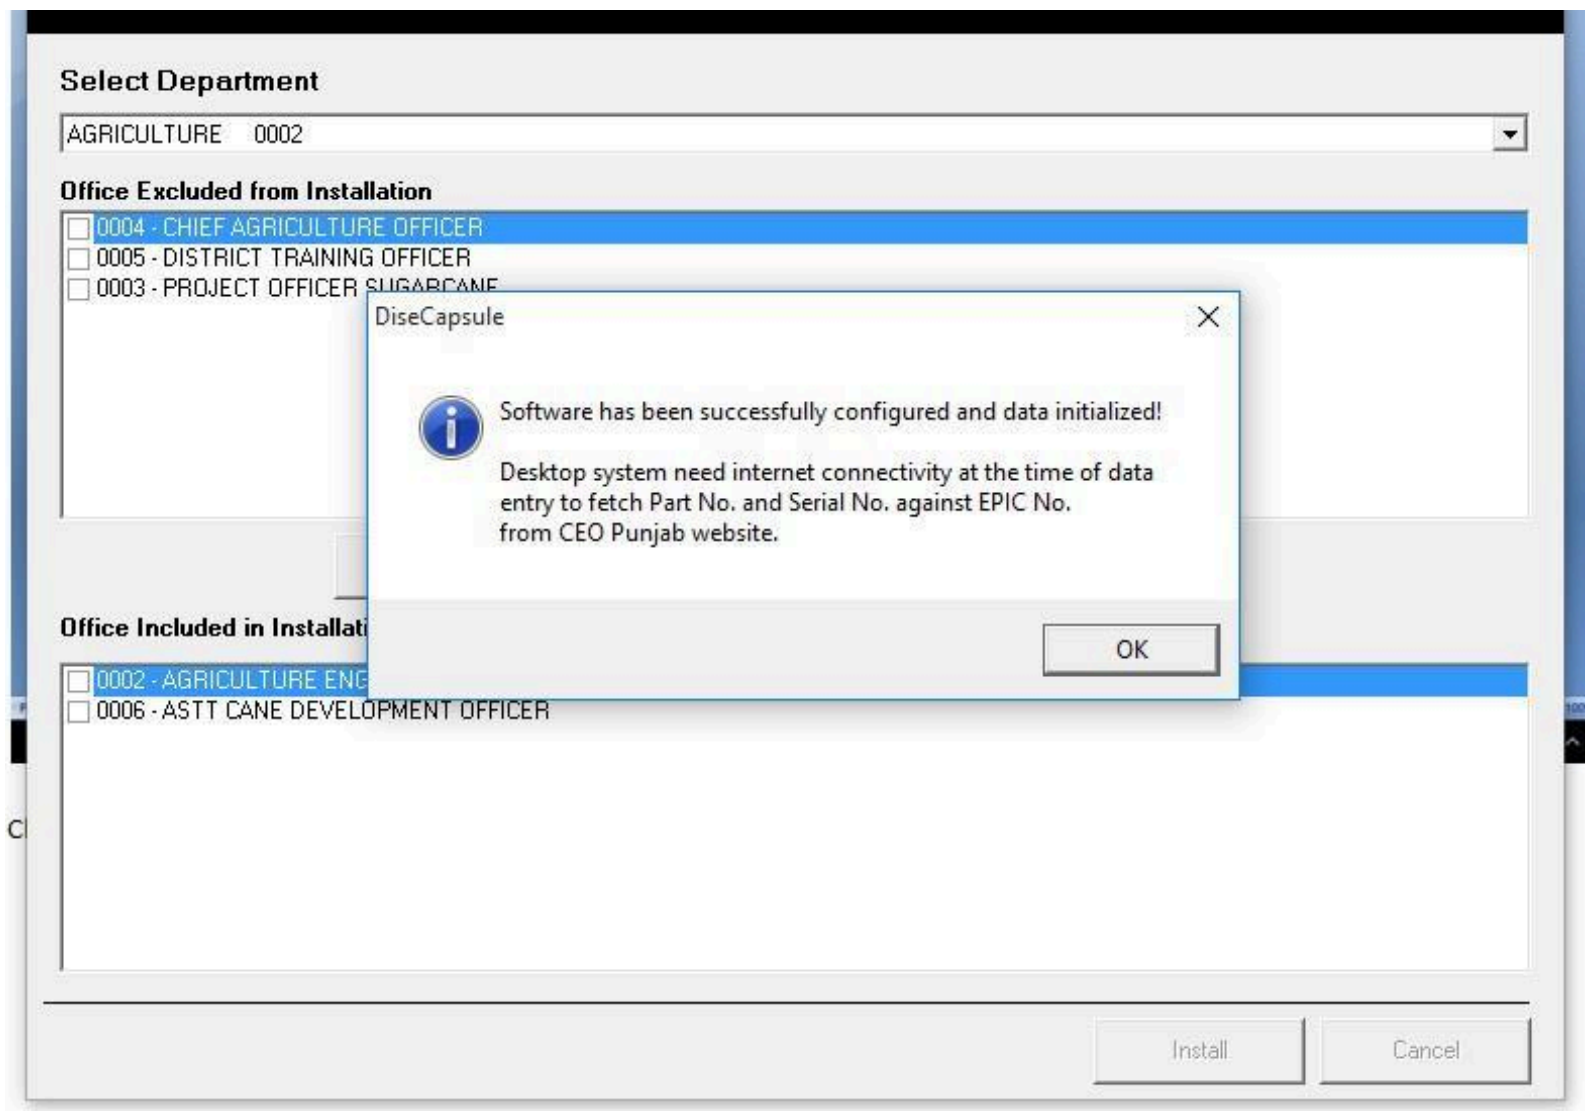 Select Department
AGRICULTURE 0002
Office Excluded from Installation
0004 - CHIEF AGRICULTURE OFFICER
0005 - DISTRICT TRAINING OFFICER
0003 - PROJECT OFFICER SUGARCANE
DiseCapsule
Software has been successfully configured and data initialized!
Desktop system need internet connectivity at the time of data
entry to fetch Part No. and Serial No. against EPIC No.
from CEO Punjab website.
OK
Office Included in
0002 - AGRICULTURE
0006 - ASTT CANE DEVELOPMENT OFFICER
Install
Cancel